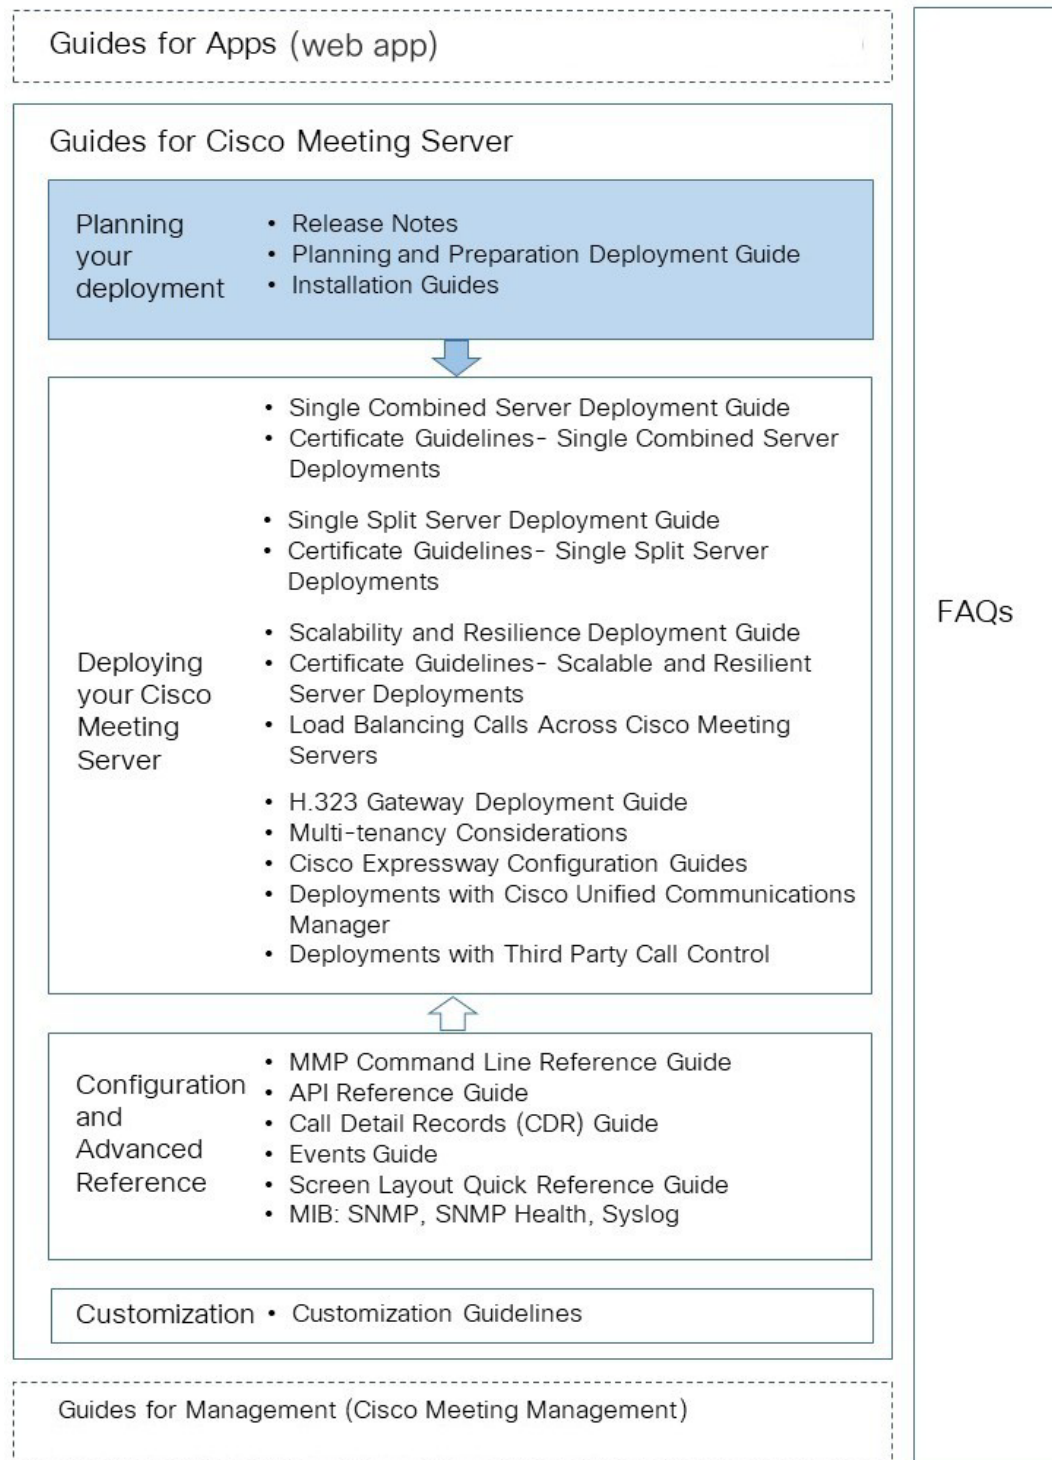 Guides for Apps (web app)
Guides for Cisco Meeting Server
Planning
your
deployment
• Release Notes
• Planning and Preparation Deployment Guide
• Installation Guides
Deploying
your Cisco
Meeting
Server
• Single Combined Server Deployment Guide
• Certificate Guidelines- Single Combined Server
Deployments
• Single Split Server Deployment Guide
• Certificate Guidelines- Single Split Server
Deployments
• Scalability and Resilience Deployment Guide
• Certificate Guidelines- Scalable and Resilient
Server Deployments
• Load Balancing Calls Across Cisco Meeting
Servers
• H.323 Gateway Deployment Guide
• Multi-tenancy Considerations
• Cisco Expressway Configuration Guides
• Deployments with Cisco Unified Communications
Manager
• Deployments with Third Party Call Control
Configuration
and
Advanced
Reference
• MMP Command Line Reference Guide
• API Reference Guide
• Call Detail Records (CDR) Guide
• Events Guide
• Screen Layout Quick Reference Guide
• MIB: SNMP, SNMP Health, Syslog
Customization • Customization Guidelines
Guides for Management (Cisco Meeting Management)
FAQs